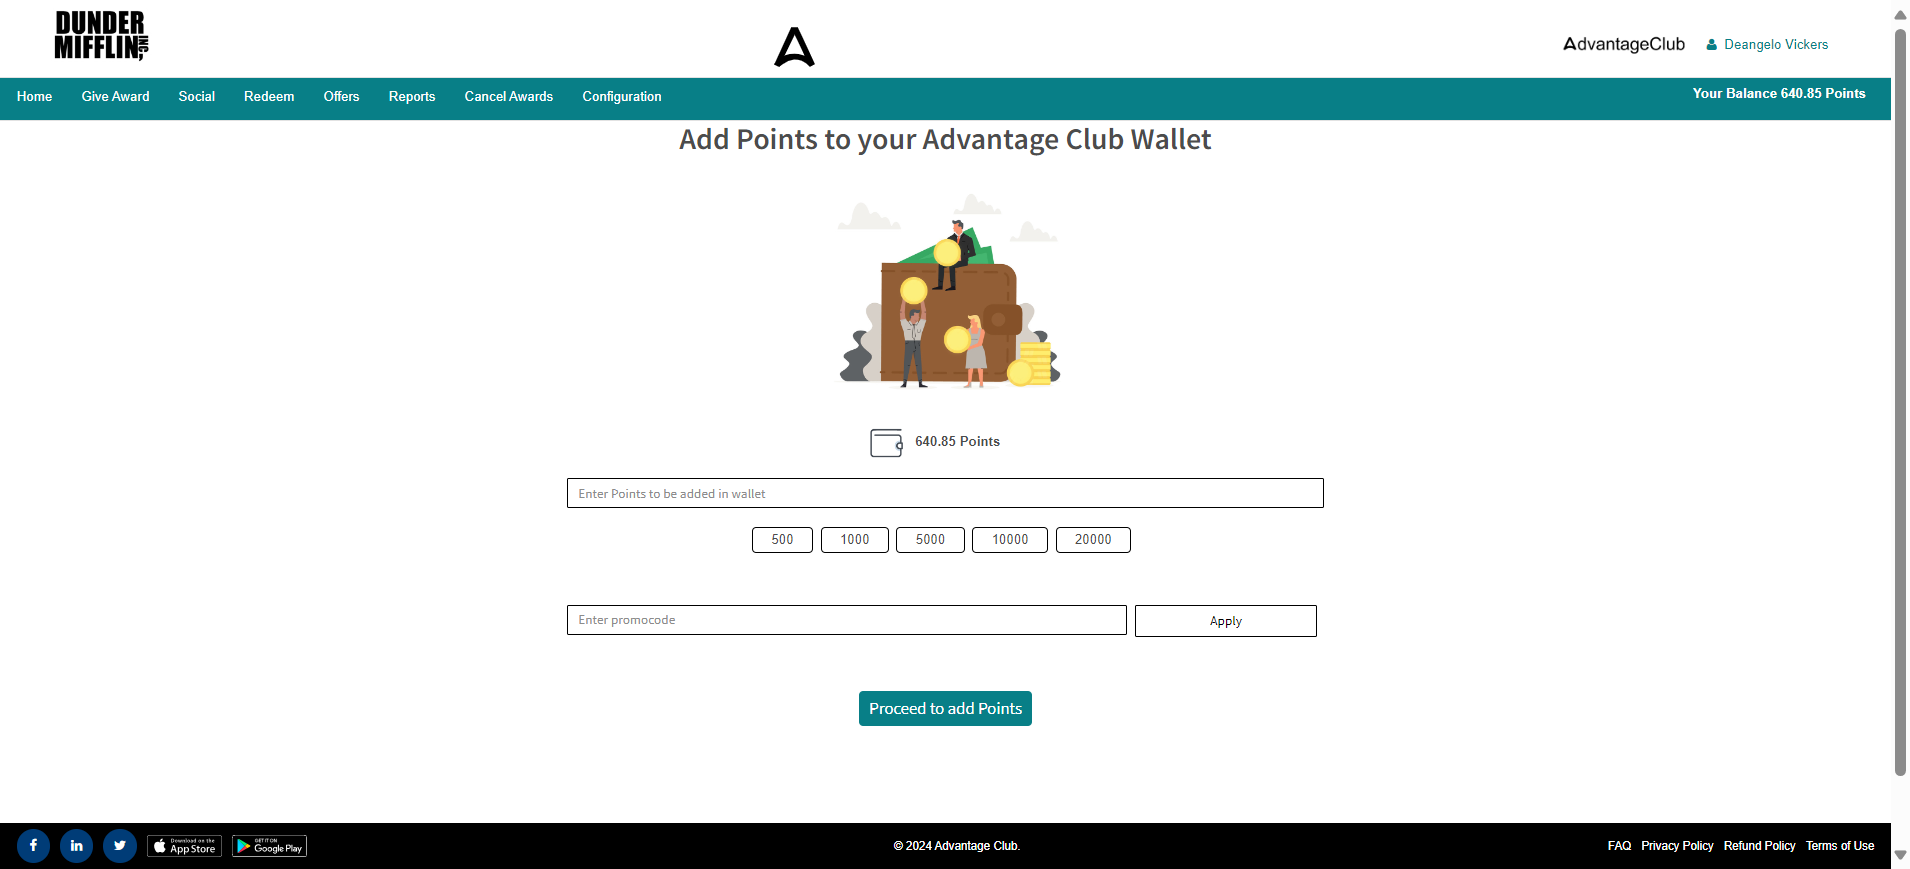 DUNDER
MIFFLIN INC,
AdvantageClub
Deangelo Vickers
Home Give Award Social Redeem Offers Reports Cancel Awards Configuration
Your Balance 640.85 Points
Add Points to your Advantage Club Wallet
640.85 Points
Enter Points to be added in wallet
500 1000 5000 10000 20000
Enter promocode
Apply
Proceed to add Points
f in
Download on the
App Store
GET IT ON
Google Play
© 2024 Advantage Club.
FAQ Privacy Policy Refund Policy Terms of Use